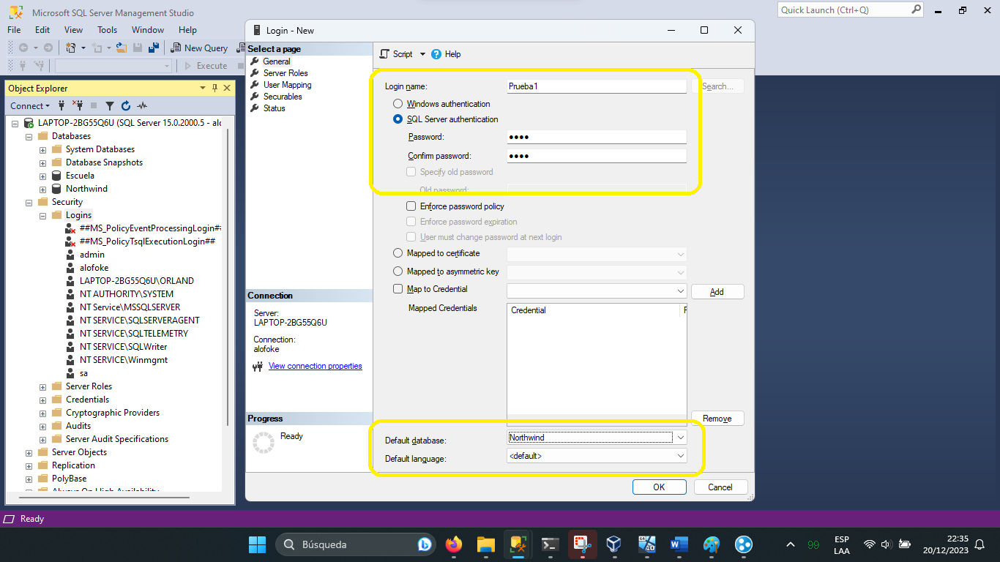 Microsoft SQL Server Management Studio
Quick Launch (Ctrl+Q)
File Edit View Tools Window Help
New Query
Execute
Object Explorer
Connect
LAPTOP-2BG55Q6U (SQL Server 15.0.2000.5 - alo
Databases
System Databases
Database Snapshots
Escuela
Northwind
Security
Logins
##MS_PolicyEventProcessingLogin##
##MS_PolicyTsqlExecutionLogin##
admin
alofoke
LAPTOP-2BG55Q6U\ORLAND
NT AUTHORITY\SYSTEM
NT Service\MSSQLSERVER
NT SERVICE\SQLSERVERAGENT
NT SERVICE\SQLTELEMETRY
NT SERVICE\SQLWriter
NT SERVICE\Winmgmt
sa
Server Roles
Credentials
Cryptographic Providers
Audits
Server Audit Specifications
Server Objects
Replication
PolyBase
Always On High Availability
Login - New
Select a page
General
Server Roles
User Mapping
Securables
Status
Connection
Server:
LAPTOP-2BG55Q6U
Connection:
alofoke
View connection properties
Progress
Ready
Script Help
Login name: Prueba1 Search...
Windows authentication
SQL Server authentication
Password: ●●●●
Confirm password: ●●●●
Specify old password
Old password:
Enforce password policy
Enforce password expiration
User must change password at next login
Mapped to certificate
Mapped to asymmetric key
Map to Credential Add
Mapped Credentials Credential
Remove
Default database: Northwind
Default language: <default>
OK Cancel
Ready
Búsqueda
99
ESP
LAA
22:35
20/12/2023